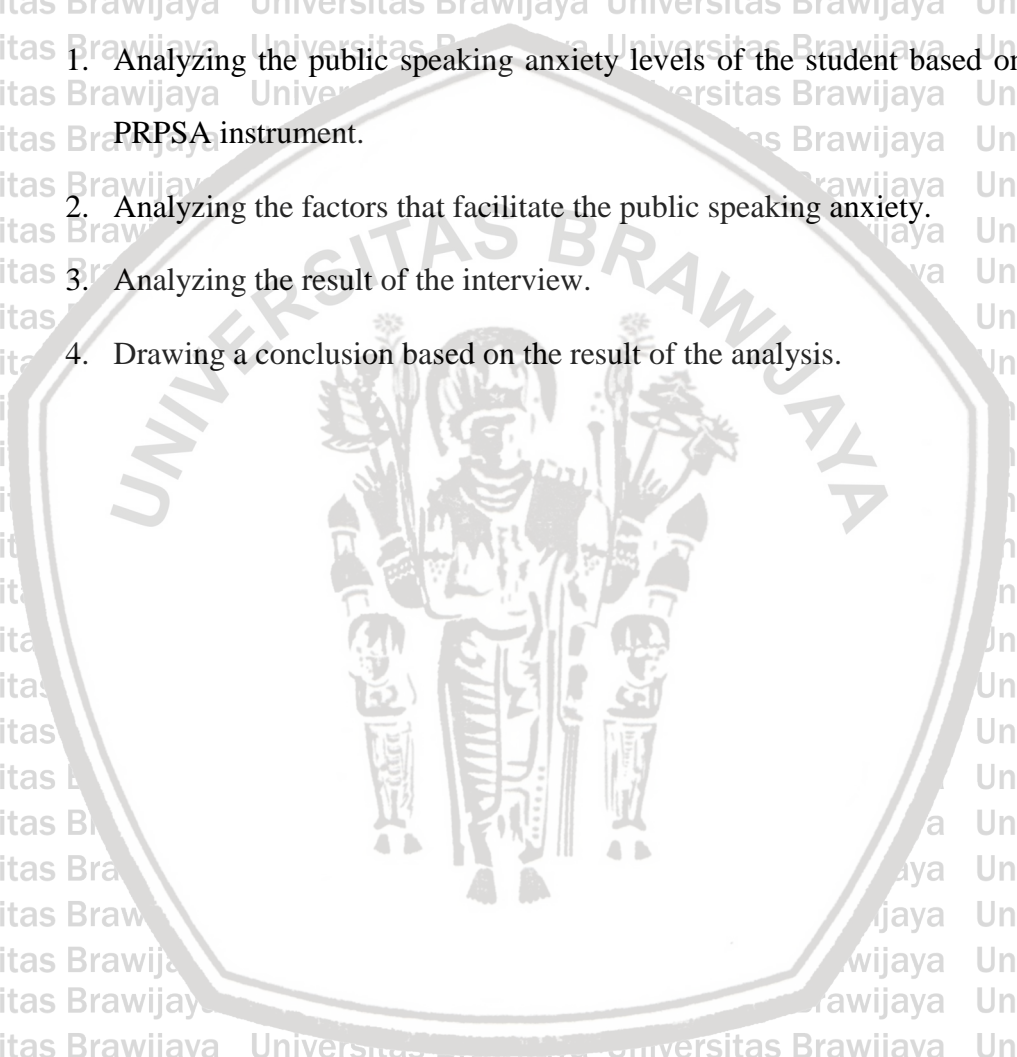 1. Analyzing the public speaking anxiety levels of the student based on
PRPSA instrument.
2. Analyzing the factors that facilitate the public speaking anxiety.
3. Analyzing the result of the interview.
4. Drawing a conclusion based on the result of the analysis.
UNIVERSITAS BRAWIJAYA